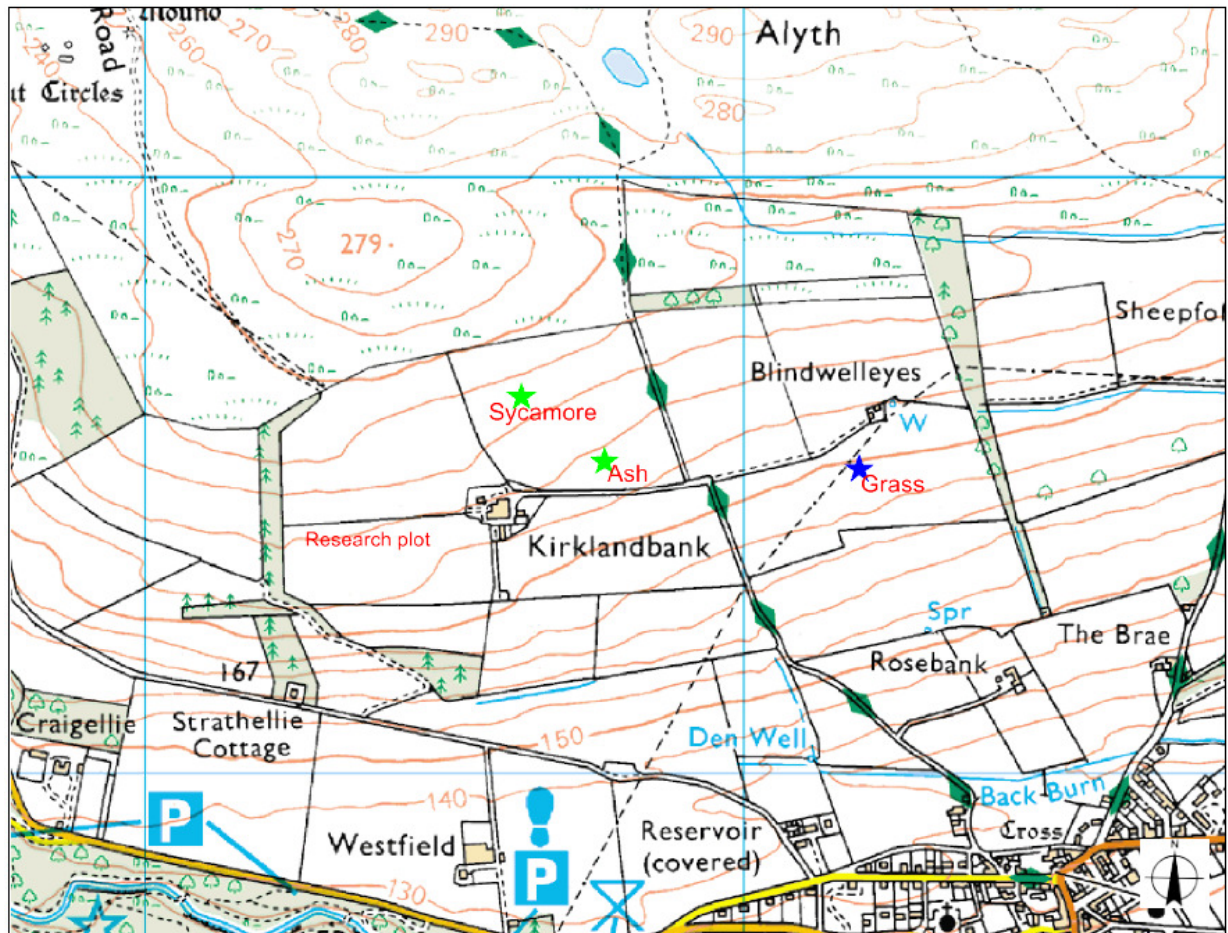 Road
290
290
Alyth
280
270
260
240
280
280
Circles
279
270
Sheepfol
Blindwelleyes
Sycamore
W
Ash
Grass
Research plot
Kirklandbank
Spr
The Brae
Rosebank
167
Craigellie
Strathellie
Cottage
150
Den Well
140
Back Burn
P
Westfield
Reservoir
(covered)
Cross
P
130
N